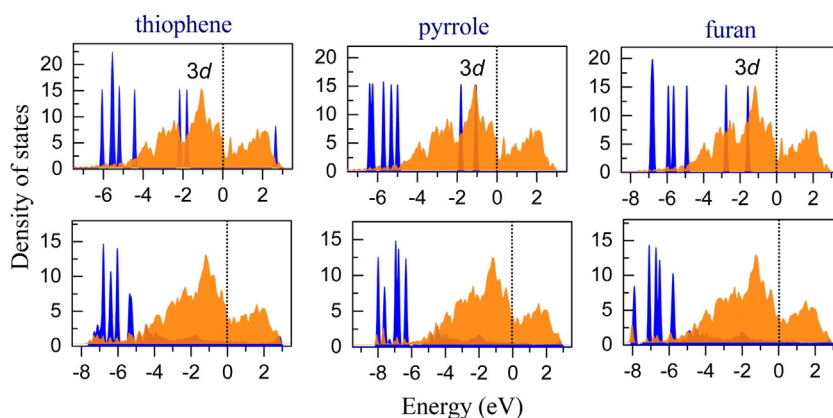 thiophene pyrrole furan
Density of states
20 15 10 5 0
3d
-6 -4 -2 0 2
20 15 10 5 0
3d
-6 -4 -2 0 2
20 15 10 5 0
3d
-8 -6 -4 -2 0 2
15 10 5 0
-8 -6 -4 -2 0 2
15 10 5 0
-8 -6 -4 -2 0 2
15 10 5 0
-8 -6 -4 -2 0 2
Energy (eV)